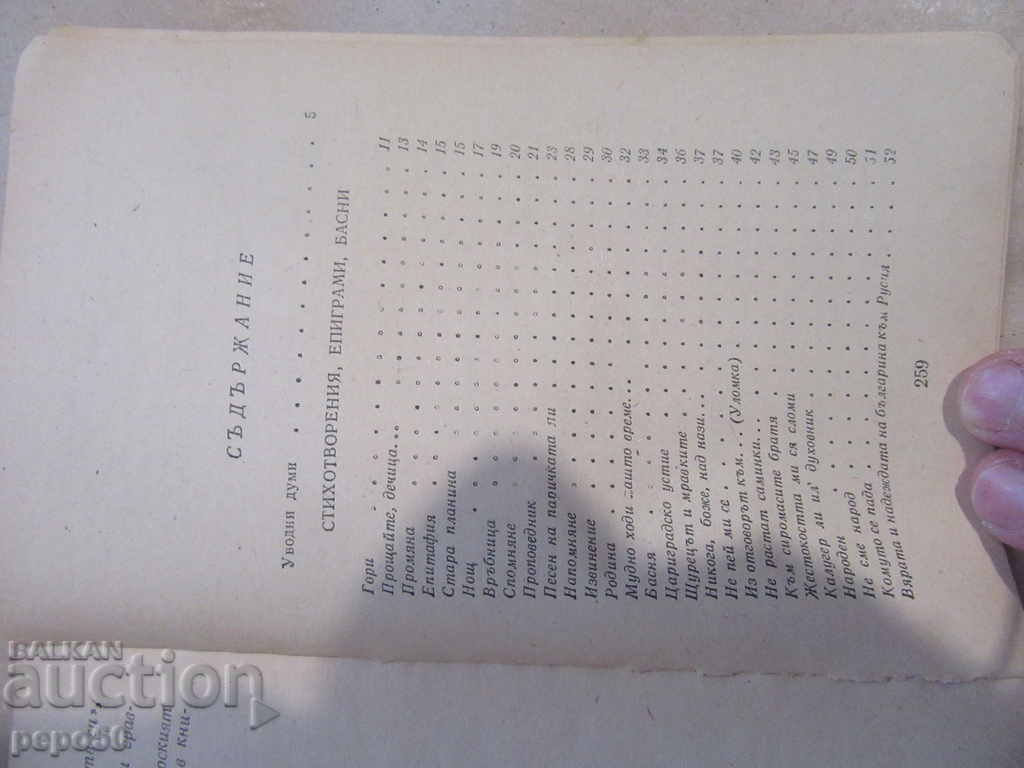 СЪДЪРЖАНИЕ
Уводни думи . . . . . . . . 5
СТИХОТВОРЕНИЯ, ЕПИГРАМИ, БАСНИ
Гори . . . . . . . . 11
Прощайте, дечица... . . . . . . . . 13
Промяна . . . . . . . . 14
Епитафия . . . . . . . . 15
Стара планина . . . . . . . . 15
Нощ . . . . . . . . 17
Връбница . . . . . . . . 19
Спомняне . . . . . . . . 20
Проповедник . . . . . . . . 21
Песен на паричката ли . . . . . . . . 23
Напомняне . . . . . . . . 28
Извинение . . . . . . . . 29
Родина . . . . . . . . 30
Мудно ходи защото време... . . . . . . . . 32
Басня . . . . . . . . 33
Цариградско устие . . . . . . . . 34
Щурецът и мравките . . . . . . . . 36
Никога, боже, над нази... . . . . . . . . 37
Не пей ми се . . . . . . . . 37
Из отговорът към... (Уломка) . . . . . . . . 40
Не растат саминки... . . . . . . . . 42
Към сиромасите братя . . . . . . . . 43
Жестокостта ми ся сломи . . . . . . . . 45
Калугер ли ил' духовник . . . . . . . . 47
Народен . . . . . . . . 49
Не сме народ . . . . . . . . 50
Комуто се пада . . . . . . . . 51
Вярата и надеждата на българина към Русия . . . . 52
259
BALKAN
auction
pepo50